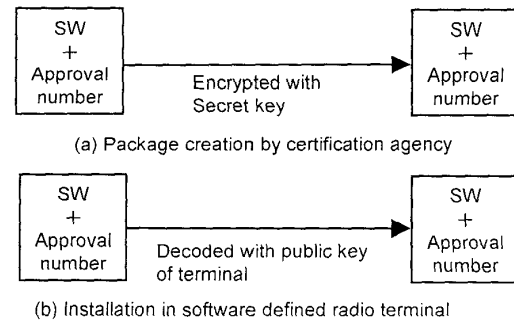 SW
+
Approval
number
Encrypted with
Secret key
SW
+
Approval
number
(a) Package creation by certification agency
SW
+
Approval
number
Decoded with public key
of terminal
SW
+
Approval
number
(b) Installation in software defined radio terminal